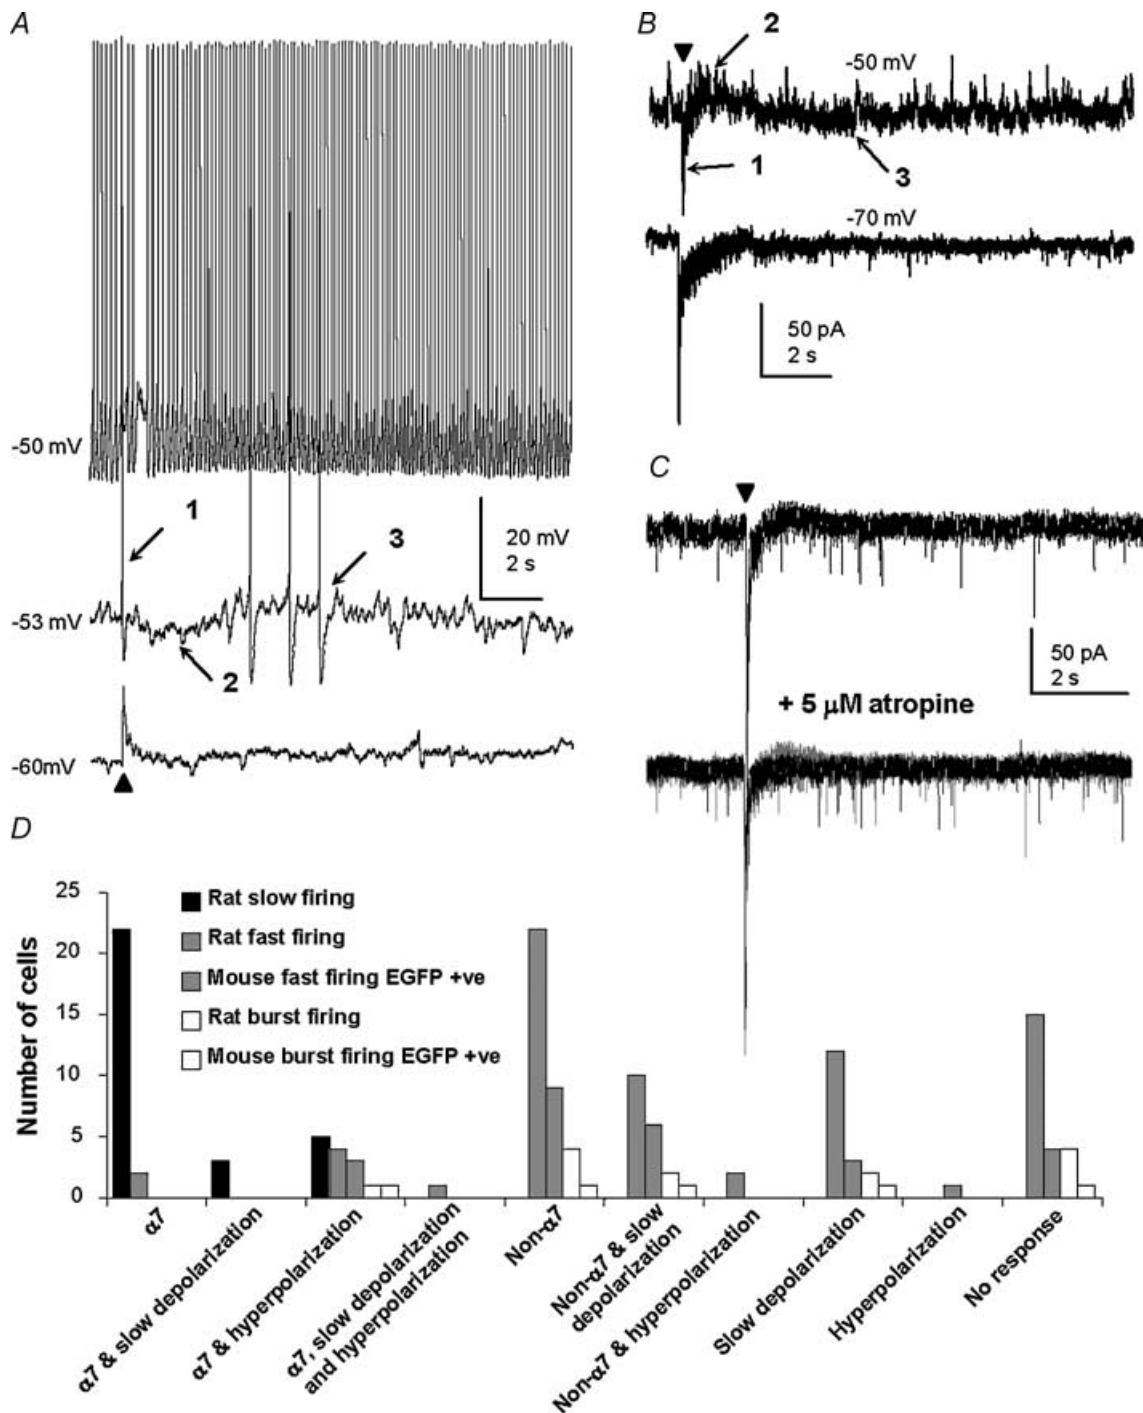 A
-50 mV
1
20 mV
2 s
3
-53 mV
2
-60mV
B
2
-50 mV
1
3
-70 mV
50 pA
2 s
C
50 pA
2 s
+ 5 µM atropine
D
Number of cells
25
20
15
10
5
0
Rat slow firing
Rat fast firing
Mouse fast firing EGFP +ve
Rat burst firing
Mouse burst firing EGFP +ve
α7
α7 & slow depolarization
α7 & hyperpolarization
α7, slow depolarization
and hyperpolarization
Non-α7
Non-α7 & slow
depolarization
Non-α7 & hyperpolarization
Slow depolarization
Hyperpolarization
No response